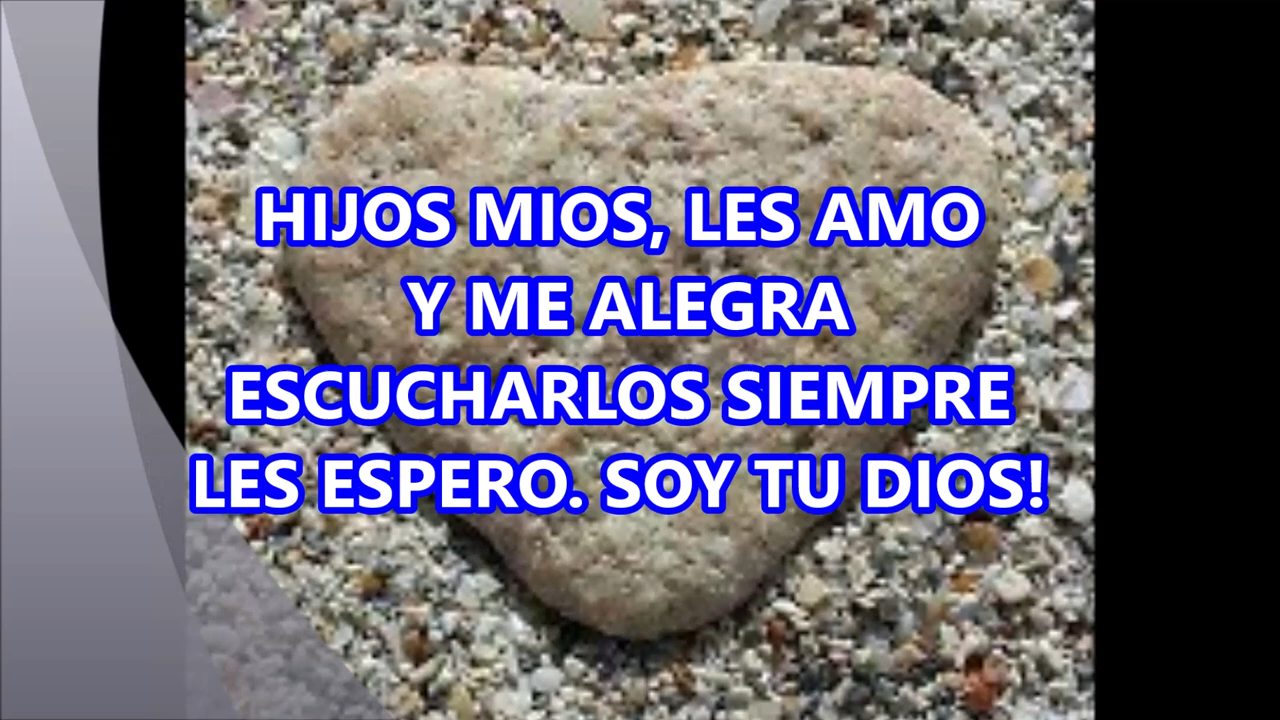 HIJOS MIOS, LES AMO
Y ME ALEGRA
ESCUCHARLOS SIEMPRE
LES ESPERO. SOY TU DIOS!